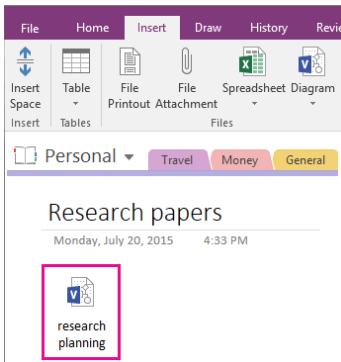 File Home Insert Draw History Revie
Insert Space
Table
File Printout
File Attachment
Spreadsheet
Diagram
Insert Tables Files
Personal Travel Money General
Research papers
Monday, July 20, 2015 4:33 PM
research
planning